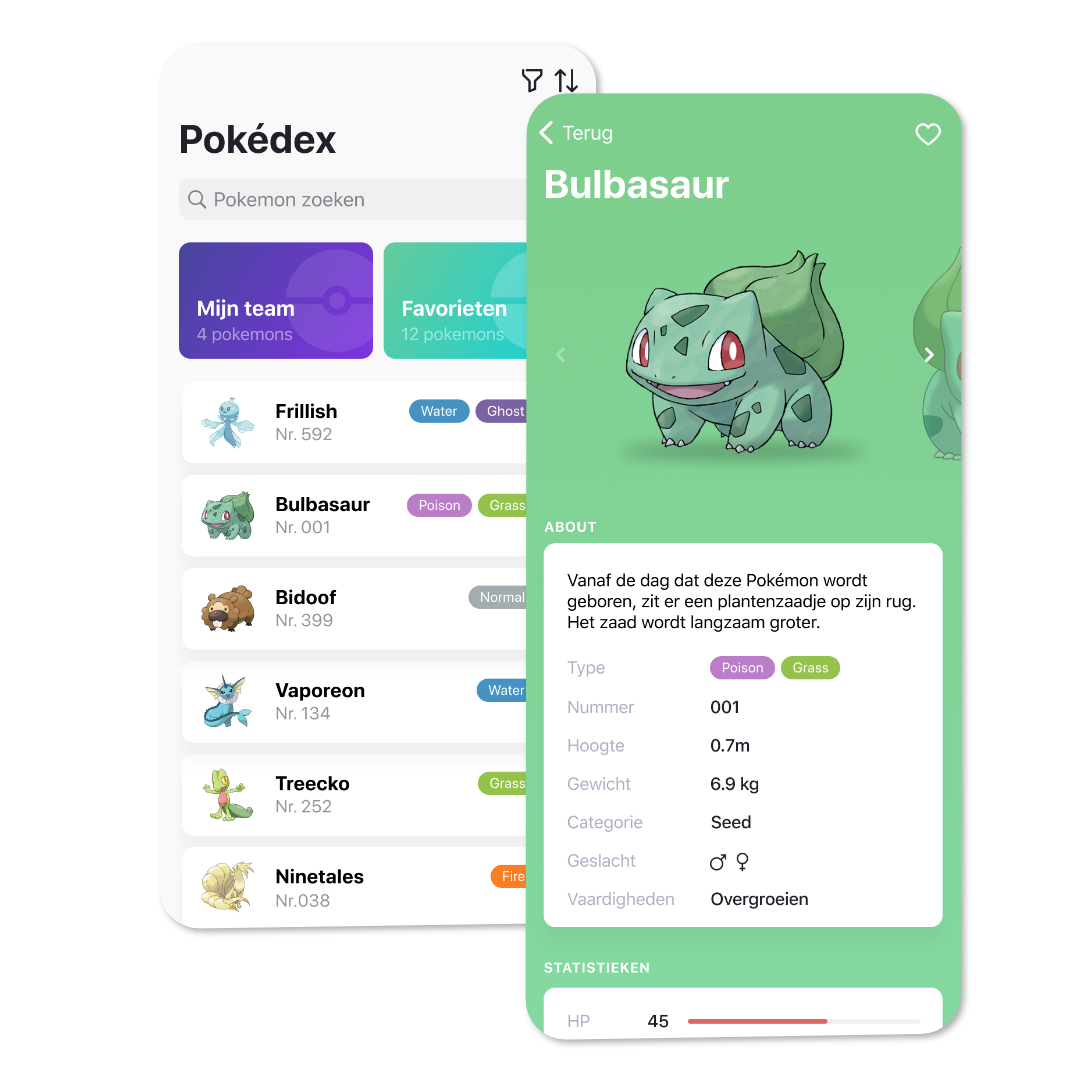 Pokédex
Pokemon zoeken
Mijn team
4 pokemons
Favorieten
12 pokemons
Frillish
Water
Ghost
Nr. 592
Bulbasaur
Poison
Grass
Nr. 001
Bidoof
Normal
Nr. 399
Vaporeon
Water
Nr. 134
Treecko
Grass
Nr. 252
Ninetales
Fire
Nr.038
Terug
Bulbasaur
ABOUT
Vanaf de dag dat deze Pokémon wordt
geboren, zit er een plantenzaadje op zijn rug.
Het zaad wordt langzaam groter.
Type
Poison
Grass
Nummer
001
Hoogte
0.7m
Gewicht
6.9 kg
Categorie
Seed
Geslacht
♂ ♀
Vaardigheden
Overgroeien
STATISTIEKEN
HP
45